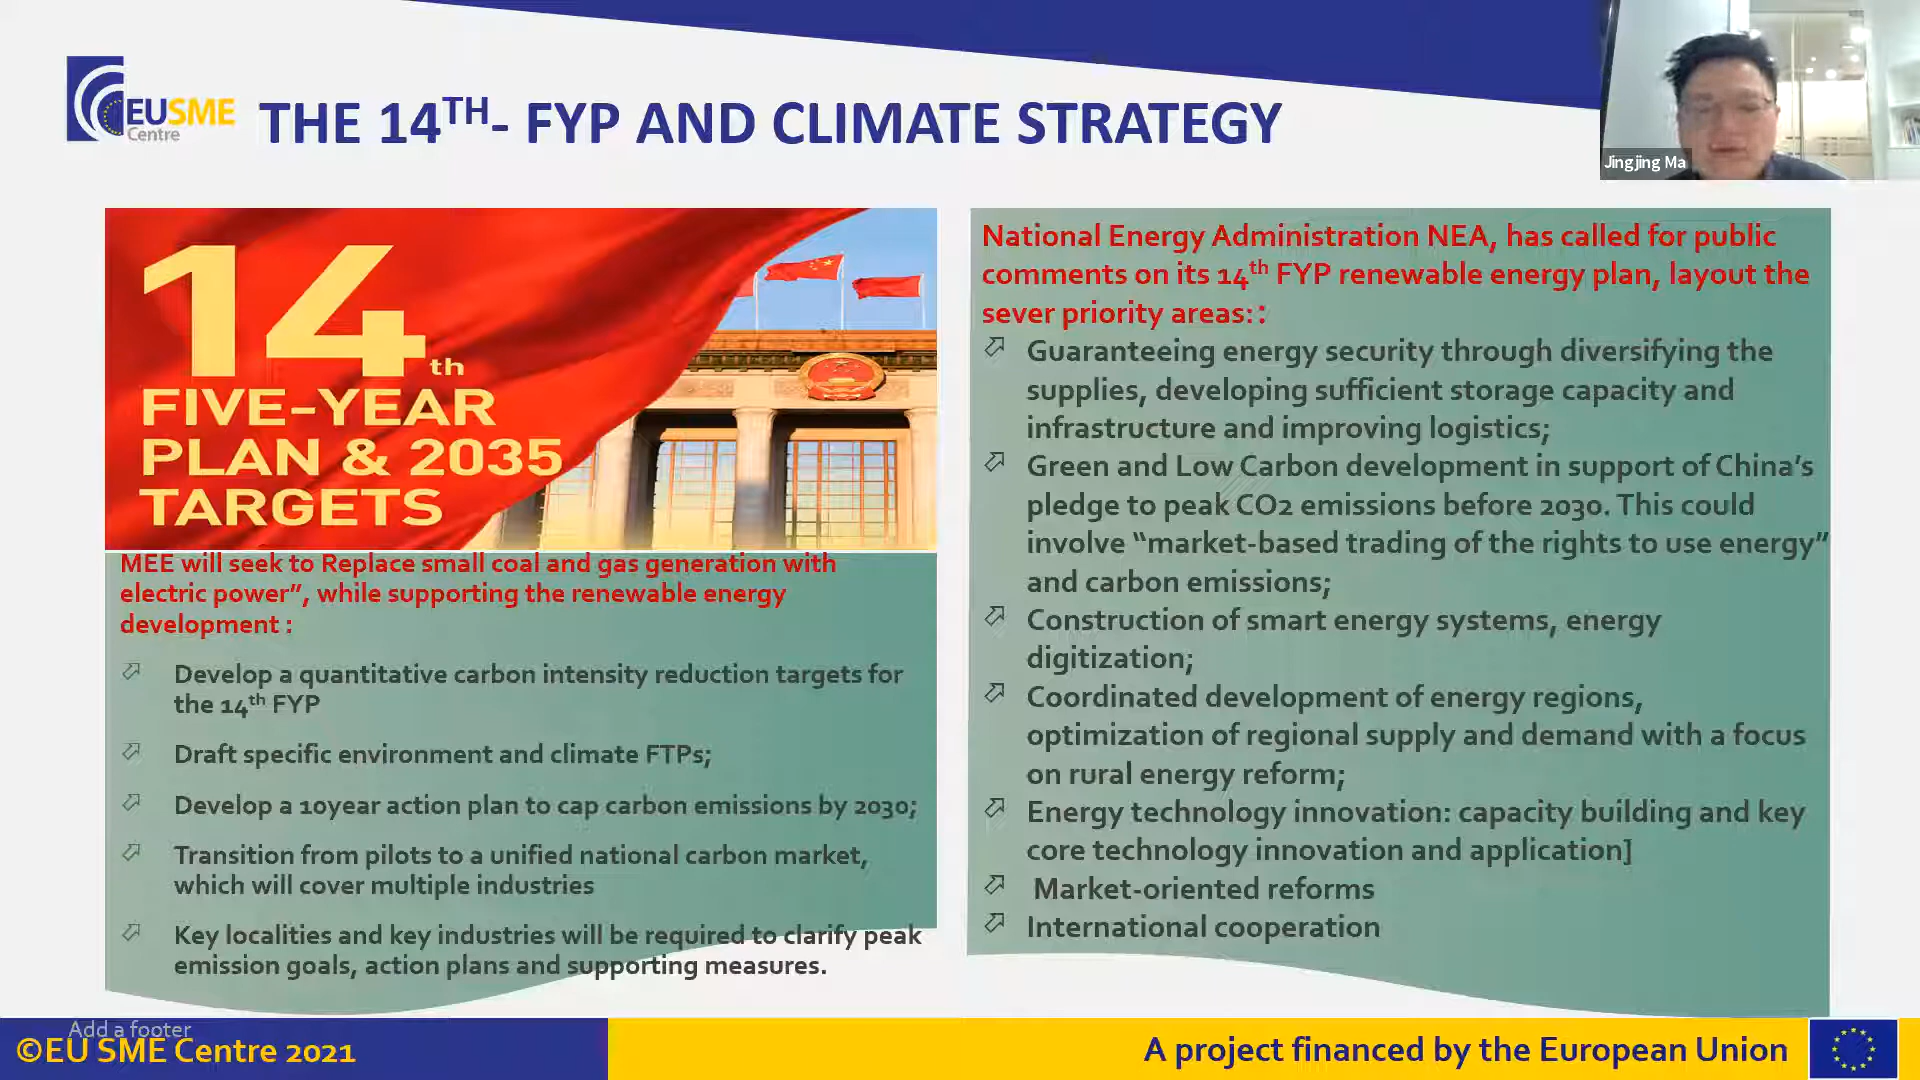 EUSME
Centre
THE 14TH- FYP AND CLIMATE STRATEGY
Jingjing Ma
14th
FIVE-YEAR
PLAN & 2035
TARGETS
MEE will seek to Replace small coal and gas generation with
electric power”, while supporting the renewable energy
development :
Develop a quantitative carbon intensity reduction targets for
the 14th FYP
Draft specific environment and climate FTPs;
Develop a 10year action plan to cap carbon emissions by 2030;
Transition from pilots to a unified national carbon market,
which will cover multiple industries
Key localities and key industries will be required to clarify peak
emission goals, action plans and supporting measures.
National Energy Administration NEA, has called for public
comments on its 14th FYP renewable energy plan, layout the
sever priority areas: :
Guaranteeing energy security through diversifying the
supplies, developing sufficient storage capacity and
infrastructure and improving logistics;
Green and Low Carbon development in support of China’s
pledge to peak CO2 emissions before 2030. This could
involve “market-based trading of the rights to use energy”
and carbon emissions;
Construction of smart energy systems, energy
digitization;
Coordinated development of energy regions,
optimization of regional supply and demand with a focus
on rural energy reform;
Energy technology innovation: capacity building and key
core technology innovation and application]
Market-oriented reforms
International cooperation
Add a footer
©EU SME Centre 2021
A project financed by the European Union